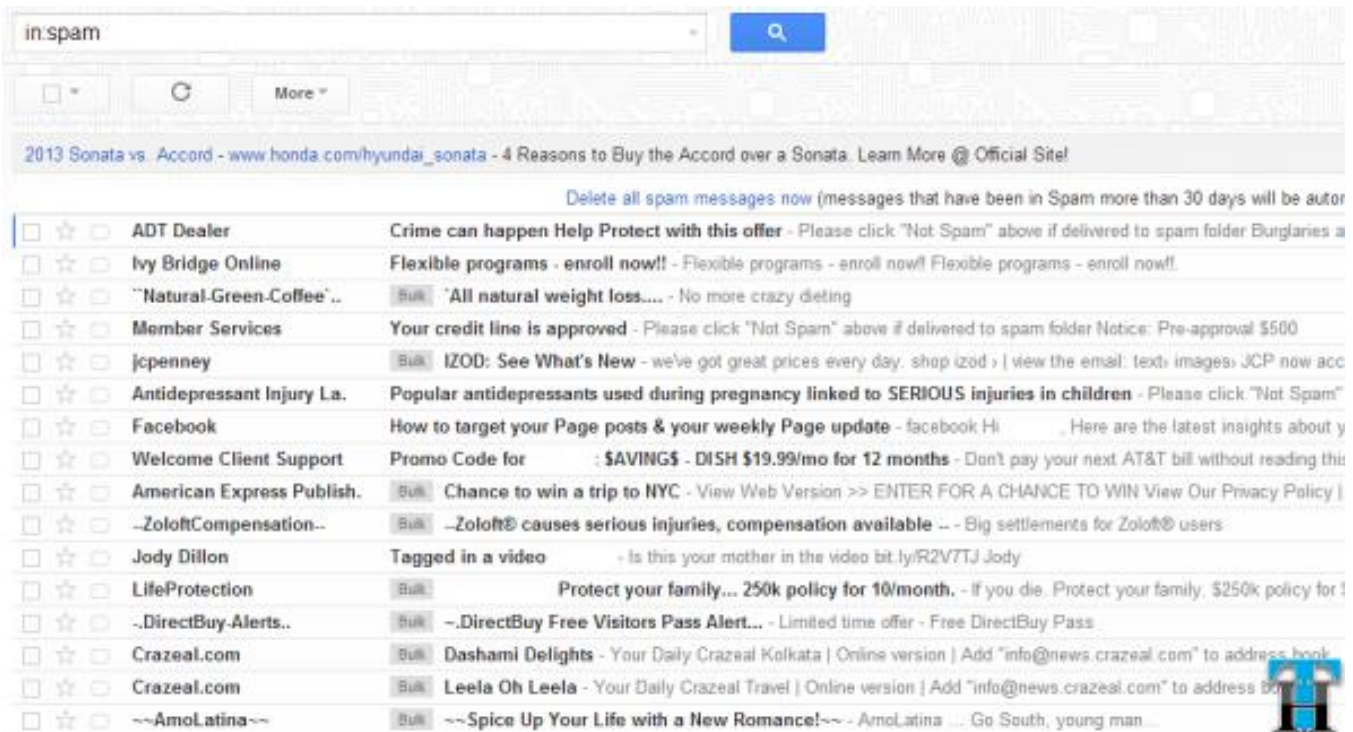 in:spam
More
2013 Sonata vs. Accord - www.honda.com/hyundai_sonata - 4 Reasons to Buy the Accord over a Sonata. Learn More @ Official Site!
Delete all spam messages now (messages that have been in Spam more than 30 days will be autor
ADT Dealer Crime can happen Help Protect with this offer - Please click "Not Spam" above if delivered to spam folder Burglaries a
Ivy Bridge Online Flexible programs - enroll now!! - Flexible programs - enroll now!! Flexible programs - enroll now!!.
``Natural-Green-Coffee`.. Bulk `All natural weight loss.... - No more crazy dieting
Member Services Your credit line is approved - Please click "Not Spam" above if delivered to spam folder Notice: Pre-approval $500
jcpenney Bulk IZOD: See What's New - we've got great prices every day. shop izod › | view the email: text› images› JCP now acc
Antidepressant Injury La. Popular antidepressants used during pregnancy linked to SERIOUS injuries in children - Please click "Not Spam"
Facebook How to target your Page posts & your weekly Page update - facebook Hi , Here are the latest insights about y
Welcome Client Support Promo Code for : $AVING$ - DISH $19.99/mo for 12 months - Don't pay your next AT&T bill without reading this
American Express Publish. Bulk Chance to win a trip to NYC - View Web Version >> ENTER FOR A CHANCE TO WIN View Our Privacy Policy |
--ZoloftCompensation-- Bulk --Zoloft® causes serious injuries, compensation available -- - Big settlements for Zoloft® users
Jody Dillon Tagged in a video - Is this your mother in the video bit.ly/R2V7TJ Jody
LifeProtection Bulk Protect your family... 250k policy for 10/month. - If you die. Protect your family, $250k policy for $
-.DirectBuy-Alerts.. Bulk ~.DirectBuy Free Visitors Pass Alert... - Limited time offer - Free DirectBuy Pass
Crazeal.com Bulk Dashami Delights - Your Daily Crazeal Kolkata | Online version | Add "info@news.crazeal.com" to address book
Crazeal.com Bulk Leela Oh Leela - Your Daily Crazeal Travel | Online version | Add "info@news.crazeal.com" to address
~~AmoLatina~~ Bulk ~~Spice Up Your Life with a New Romance!~~ - AmoLatina ... Go South, young man...